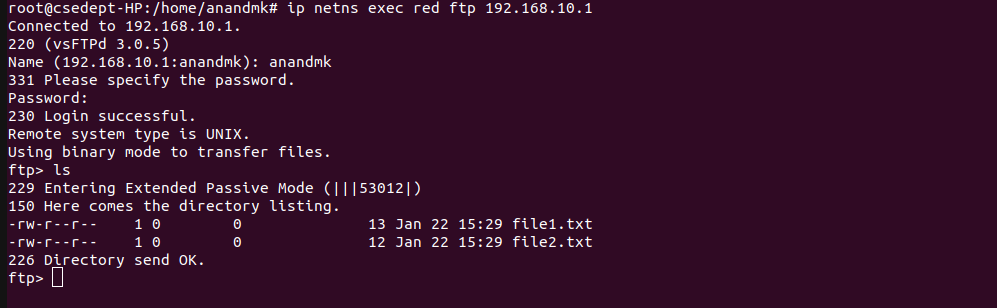 root@csedept-HP:/home/anandmk# ip netns exec red ftp 192.168.10.1
Connected to 192.168.10.1.
220 (vsFTPd 3.0.5)
Name (192.168.10.1:anandmk): anandmk
331 Please specify the password.
Password:
230 Login successful.
Remote system type is UNIX.
Using binary mode to transfer files.
ftp> ls
229 Entering Extended Passive Mode (|||53012|)
150 Here comes the directory listing.
-rw-r--r--    1 0        0              13 Jan 22 15:29 file1.txt
-rw-r--r--    1 0        0              12 Jan 22 15:29 file2.txt
226 Directory send OK.
ftp>